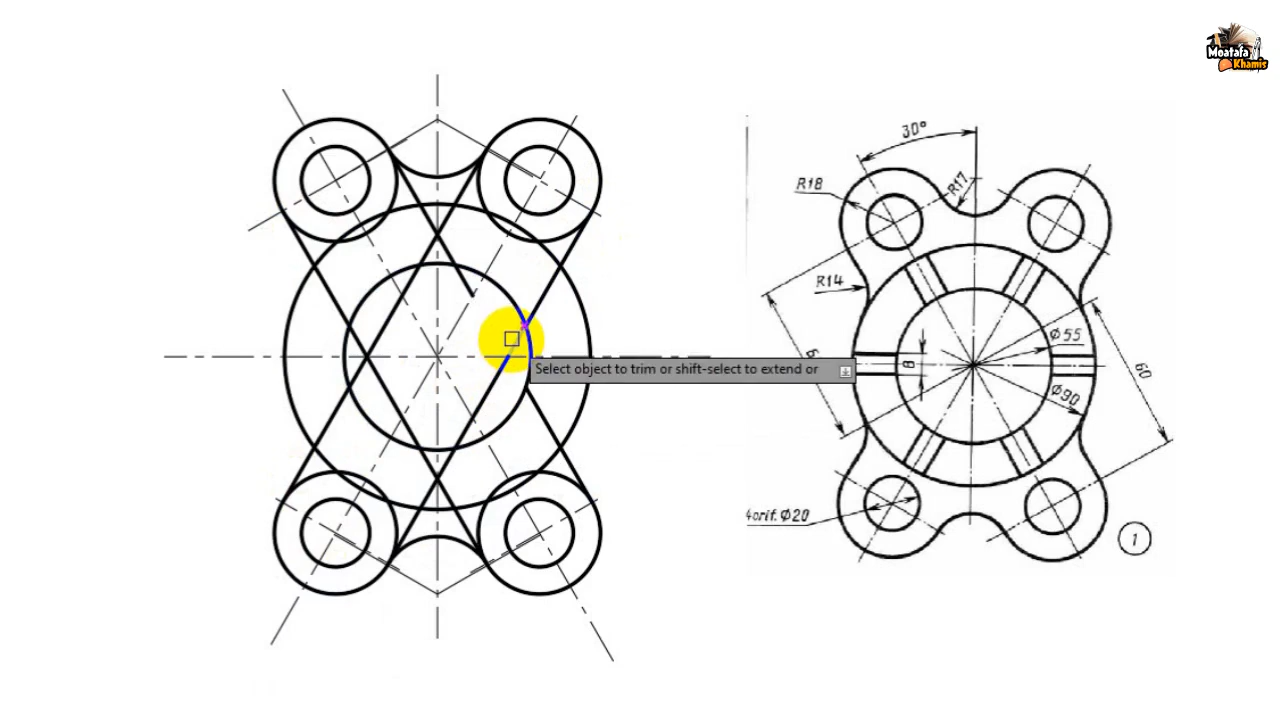 Moatafa
Khamis
30°
R18
R17
R14
Ø55
Select object to trim or shift-select to extend or
8
60
Ø90
4orif. Ø20
1